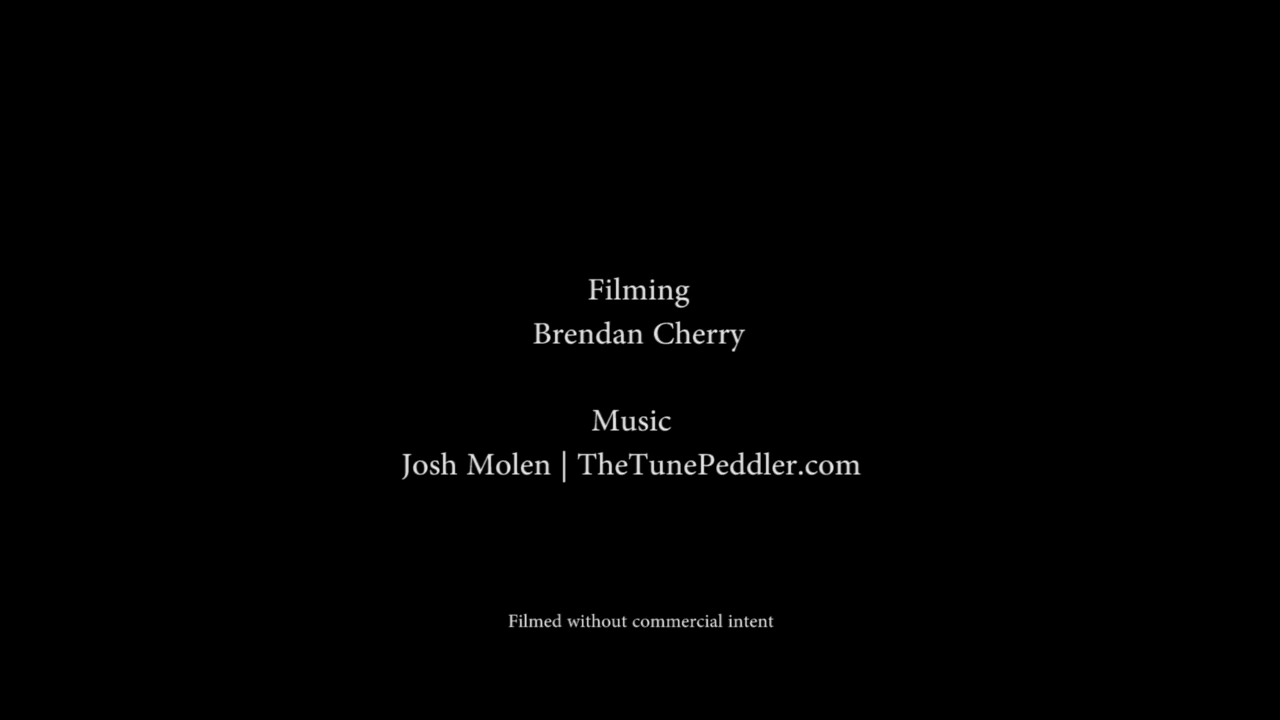 Filming
Brendan Cherry
Music
Josh Molen | TheTunePeddler.com
Filmed without commercial intent